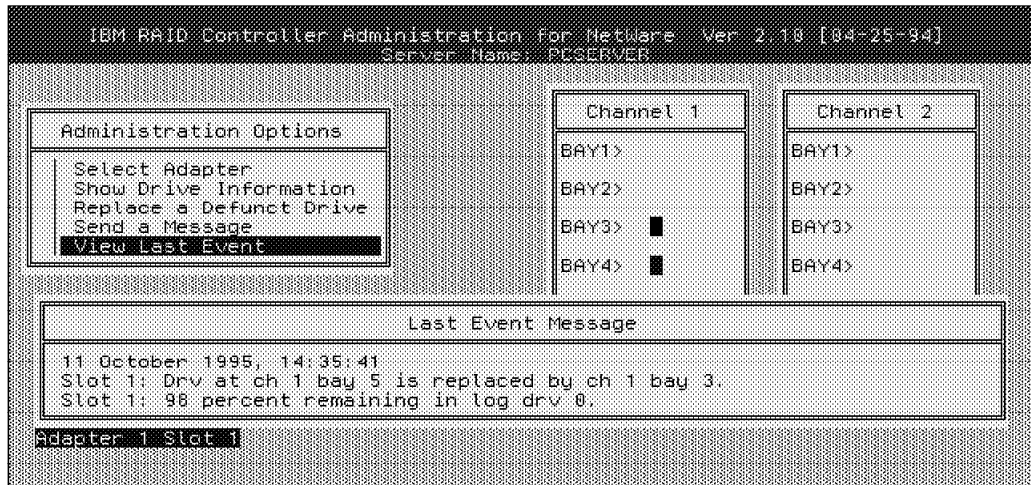 IBM RAID Controller Administration for NetWare Ver 2.10 [04-25-94]
Server Name: PCSERVER
Administration Options
Select Adapter
Show Drive Information
Replace a Defunct Drive
Send a Message
View Last Event
Channel 1
BAY1>
BAY2>
BAY3>
BAY4>
Channel 2
BAY1>
BAY2>
BAY3>
BAY4>
Last Event Message
11 October 1995, 14:35:41
Slot 1: Drv at ch 1 bay 5 is replaced by ch 1 bay 3.
Slot 1: 98 percent remaining in log drv 0.
Adapter 1 Slot 1